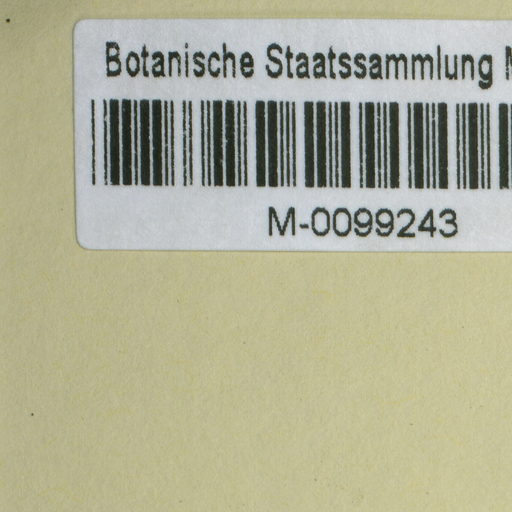 Botanische Staatssammlung
M-0099243